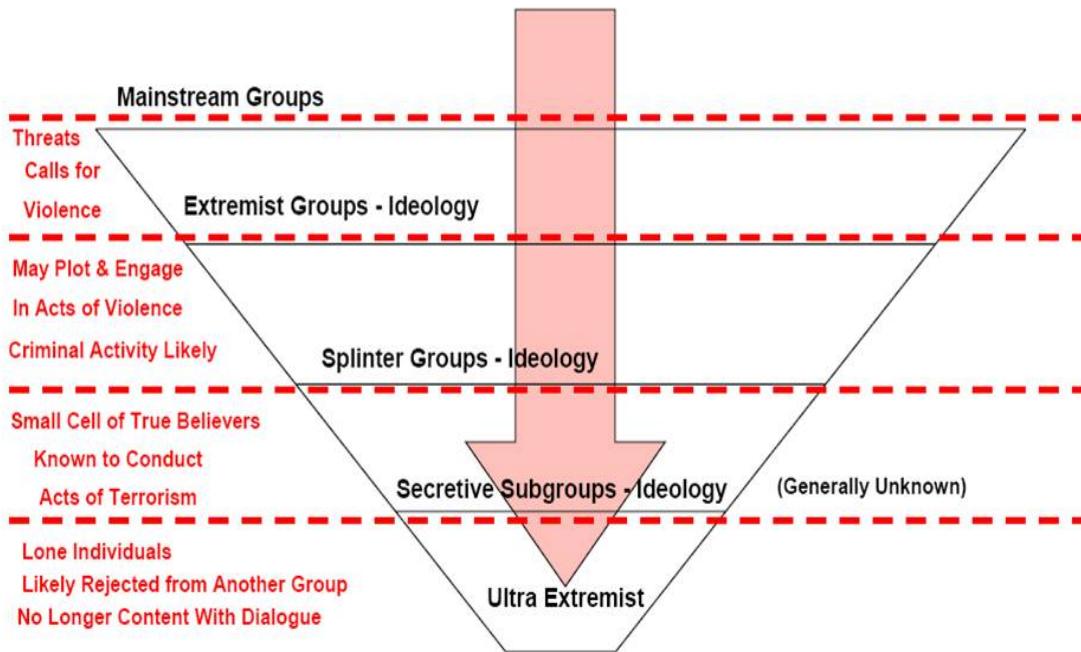 Mainstream Groups
Threats
Calls for
Violence
Extremist Groups - Ideology
May Plot & Engage
In Acts of Violence
Criminal Activity Likely
Splinter Groups - Ideology
Small Cell of True Believers
Known to Conduct
Acts of Terrorism
Secretive Subgroups - Ideology
(Generally Unknown)
Lone Individuals
Likely Rejected from Another Group
No Longer Content With Dialogue
Ultra Extremist